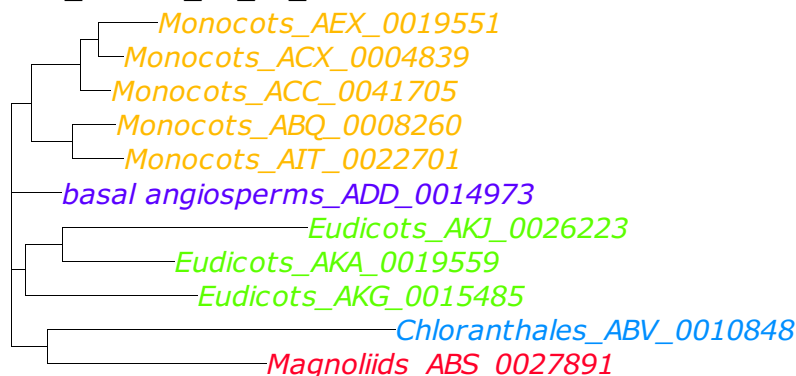 Monocots_AEX_0019551
Monocots_ACX_0004839
Monocots_ACC_0041705
Monocots_ABQ_0008260
Monocots_AIT_0022701
basal angiosperms_ADD_0014973
Eudicots_AKJ_0026223
Eudicots_AKA_0019559
Eudicots_AKG_0015485
Chloranthales_ABV_0010848
Magnoliids_ABS_0027891